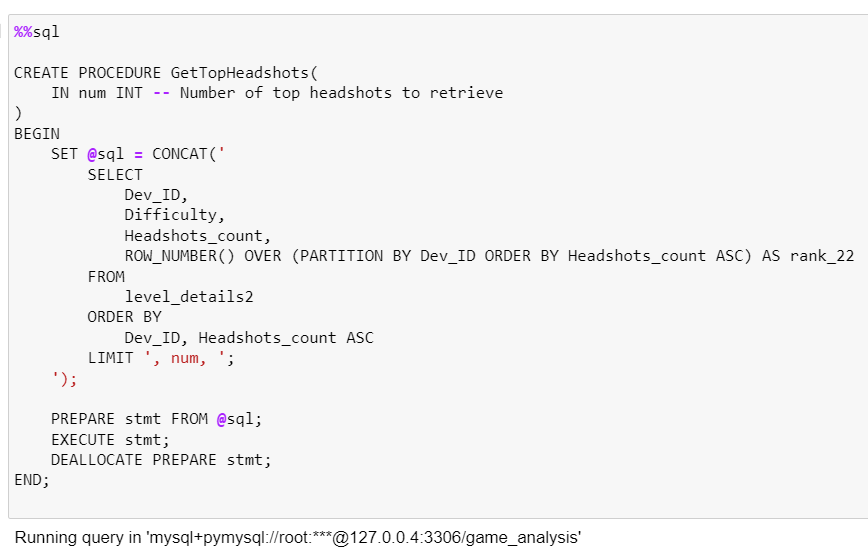 %%sql
CREATE PROCEDURE GetTopHeadshots(
    IN num INT -- Number of top headshots to retrieve
)
BEGIN
    SET @sql = CONCAT('
        SELECT
            Dev_ID,
            Difficulty,
            Headshots_count,
            ROW_NUMBER() OVER (PARTITION BY Dev_ID ORDER BY Headshots_count ASC) AS rank_22
        FROM
            level_details2
        ORDER BY
            Dev_ID, Headshots_count ASC
        LIMIT ', num, ';
    ');
    PREPARE stmt FROM @sql;
    EXECUTE stmt;
    DEALLOCATE PREPARE stmt;
END;
Running query in 'mysql+pymysql://root:***@127.0.0.4:3306/game_analysis'